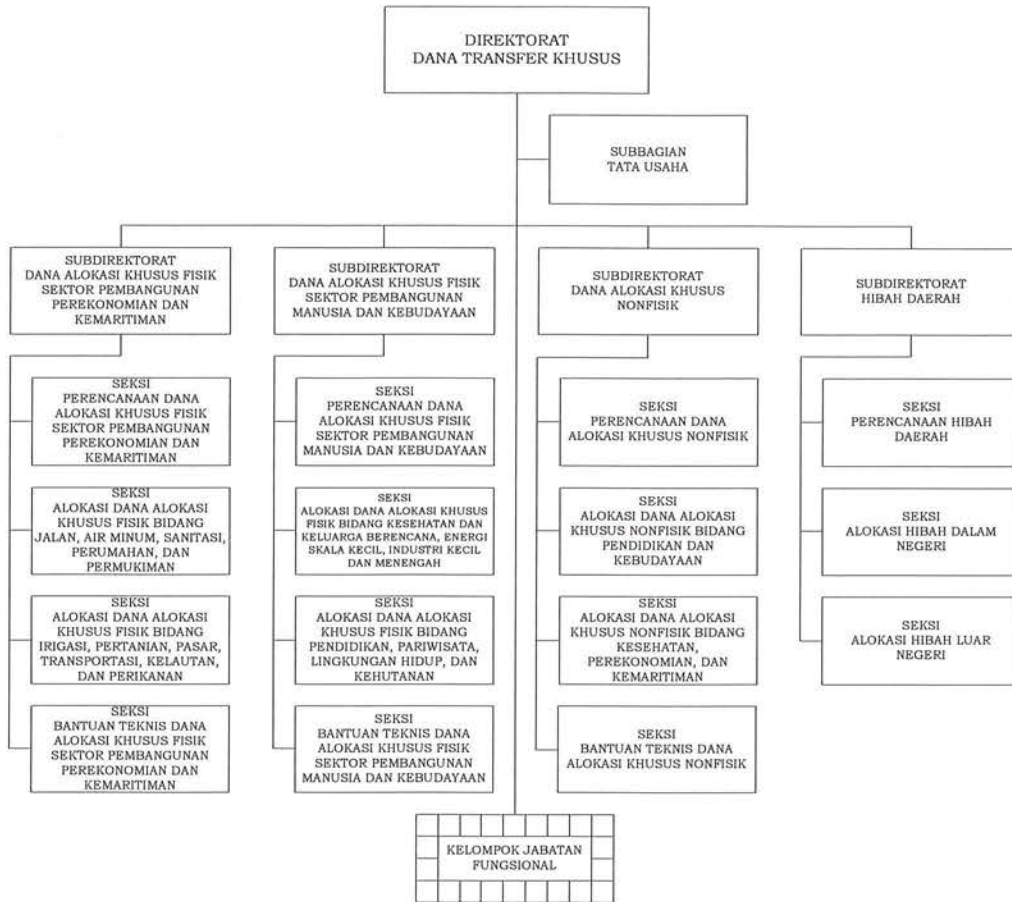 DIREKTORAT
DANA TRANSFER KHUSUS
SUBBAGIAN
TATA USAHA
SUBDIREKTORAT
DANA ALOKASI KHUSUS FISIK
SEKTOR PEMBANGUNAN
PEREKONOMIAN DAN
KEMARITIMAN
SUBDIREKTORAT
DANA ALOKASI KHUSUS FISIK
SEKTOR PEMBANGUNAN
MANUSIA DAN KEBUDAYAAN
SUBDIREKTORAT
DANA ALOKASI KHUSUS
NONFISIK
SUBDIREKTORAT
HIBAH DAERAH
SEKSI
PERENCANAAN DANA
ALOKASI KHUSUS FISIK
SEKTOR PEMBANGUNAN
PEREKONOMIAN DAN
KEMARITIMAN
SEKSI
PERENCANAAN DANA
ALOKASI KHUSUS FISIK
SEKTOR PEMBANGUNAN
MANUSIA DAN KEBUDAYAAN
SEKSI
PERENCANAAN DANA
ALOKASI KHUSUS NONFISIK
SEKSI
PERENCANAAN HIBAH
DAERAH
SEKSI
ALOKASI DANA ALOKASI
KHUSUS FISIK BIDANG
JALAN, AIR MINUM, SANITASI,
PERUMAHAN, DAN
PERMUKIMAN
SEKSI
ALOKASI DANA ALOKASI KHUSUS
FISIK BIDANG KESEHATAN DAN
KELUARGA BERENCANA, ENERGI
SKALA KECIL, INDUSTRI KECIL
DAN MENENGAH
SEKSI
ALOKASI DANA ALOKASI
KHUSUS NONFISIK BIDANG
PENDIDIKAN DAN
KEBUDAYAAN
SEKSI
ALOKASI HIBAH DALAM
NEGERI
SEKSI
ALOKASI DANA ALOKASI
KHUSUS FISIK BIDANG
IRIGASI, PERTANIAN, PASAR,
TRANSPORTASI, KELAUTAN,
DAN PERIKANAN
SEKSI
ALOKASI DANA ALOKASI
KHUSUS FISIK BIDANG
PENDIDIKAN, PARIWISATA,
LINGKUNGAN HIDUP, DAN
KEHUTANAN
SEKSI
ALOKASI DANA ALOKASI
KHUSUS NONFISIK BIDANG
KESEHATAN,
PEREKONOMIAN, DAN
KEMARITIMAN
SEKSI
ALOKASI HIBAH LUAR
NEGERI
SEKSI
BANTUAN TEKNIS DANA
ALOKASI KHUSUS FISIK
SEKTOR PEMBANGUNAN
PEREKONOMIAN DAN
KEMARITIMAN
SEKSI
BANTUAN TEKNIS DANA
ALOKASI KHUSUS FISIK
SEKTOR PEMBANGUNAN
MANUSIA DAN KEBUDAYAAN
SEKSI
BANTUAN TEKNIS DANA
ALOKASI KHUSUS NONFISIK
KELOMPOK JABATAN
FUNGSIONAL